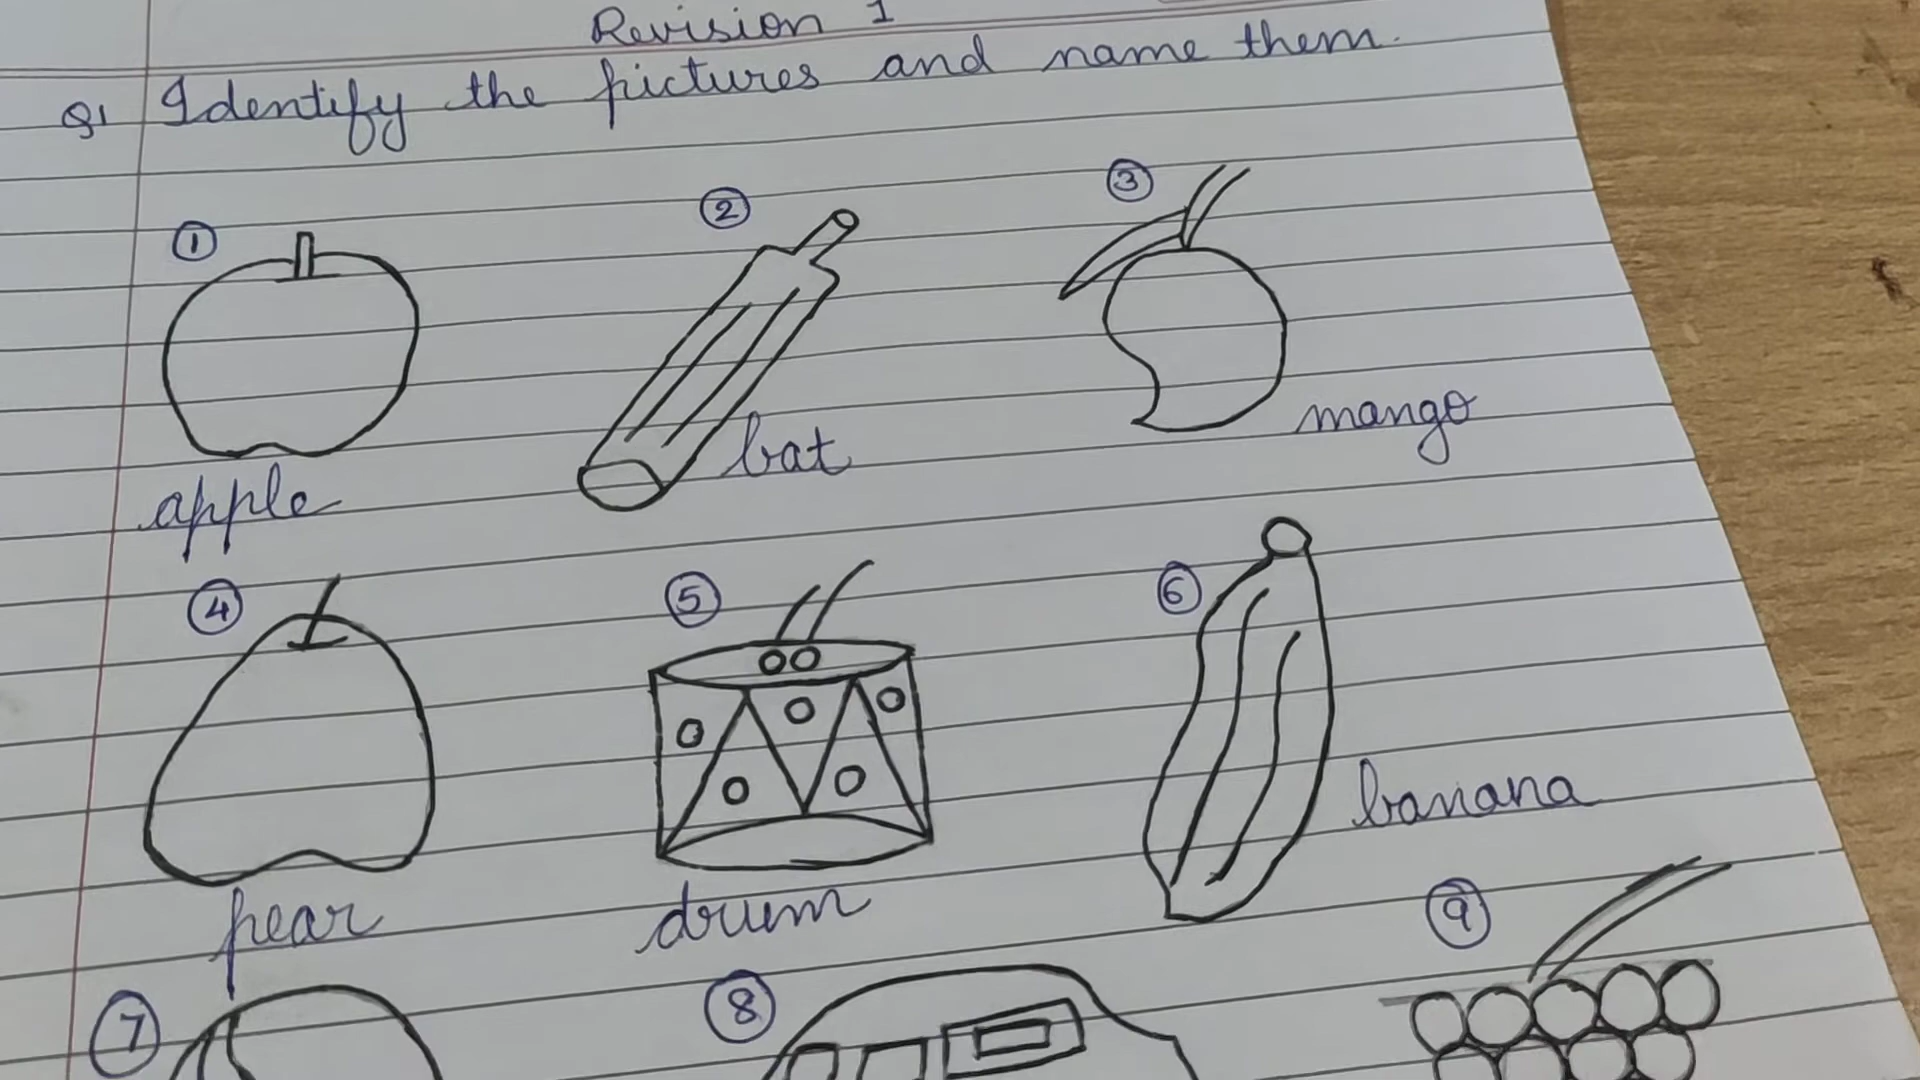 Revision 1
Q1 Identify the pictures and name them.
1 2 3
apple bat mango
4 5 6
pear drum banana
7 8 9